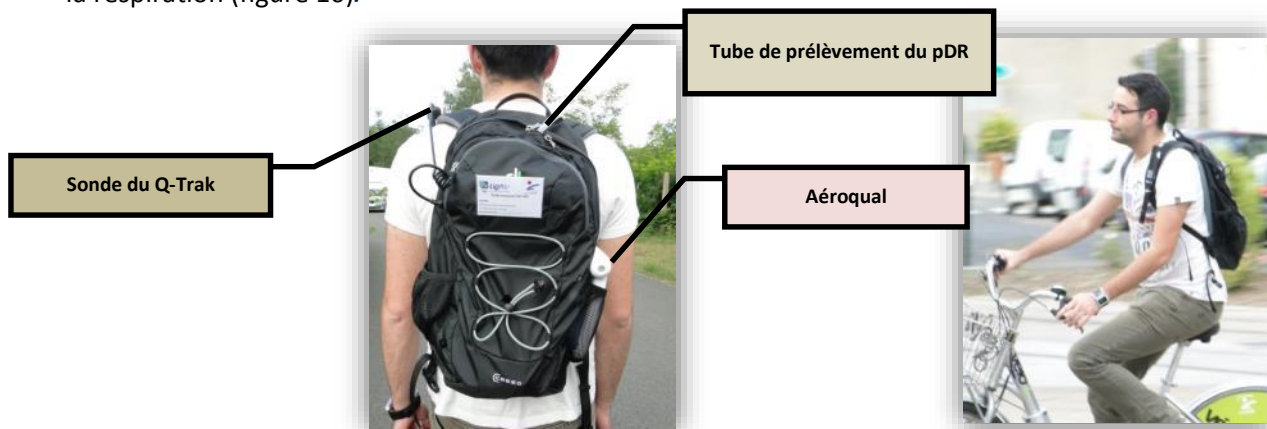 la respiration (figure 10).
Tube de prélèvement du pDR
Sonde du Q-Trak
Aéroqual